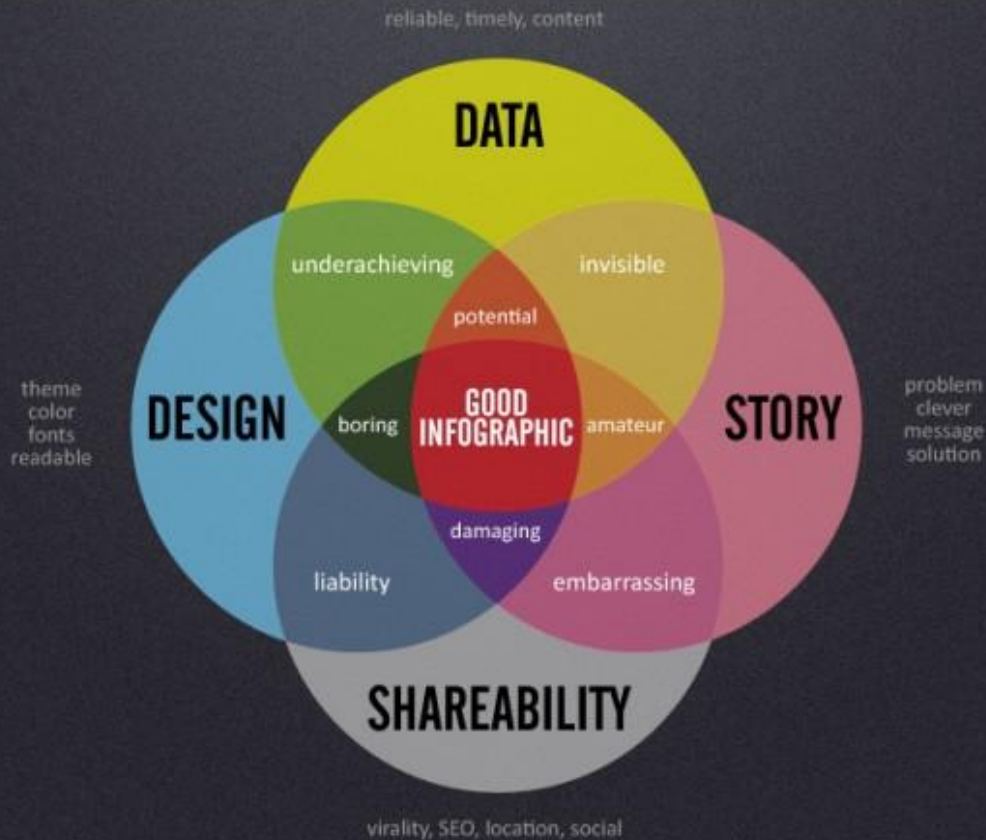 reliable, timely, content
DATA
underachieving
invisible
potential
theme
color
fonts
readable
DESIGN
boring
GOOD
INFOGRAPHIC
amateur
STORY
problem
clever
message
solution
damaging
liability
embarrassing
SHAREABILITY
virality, SEO, location, social